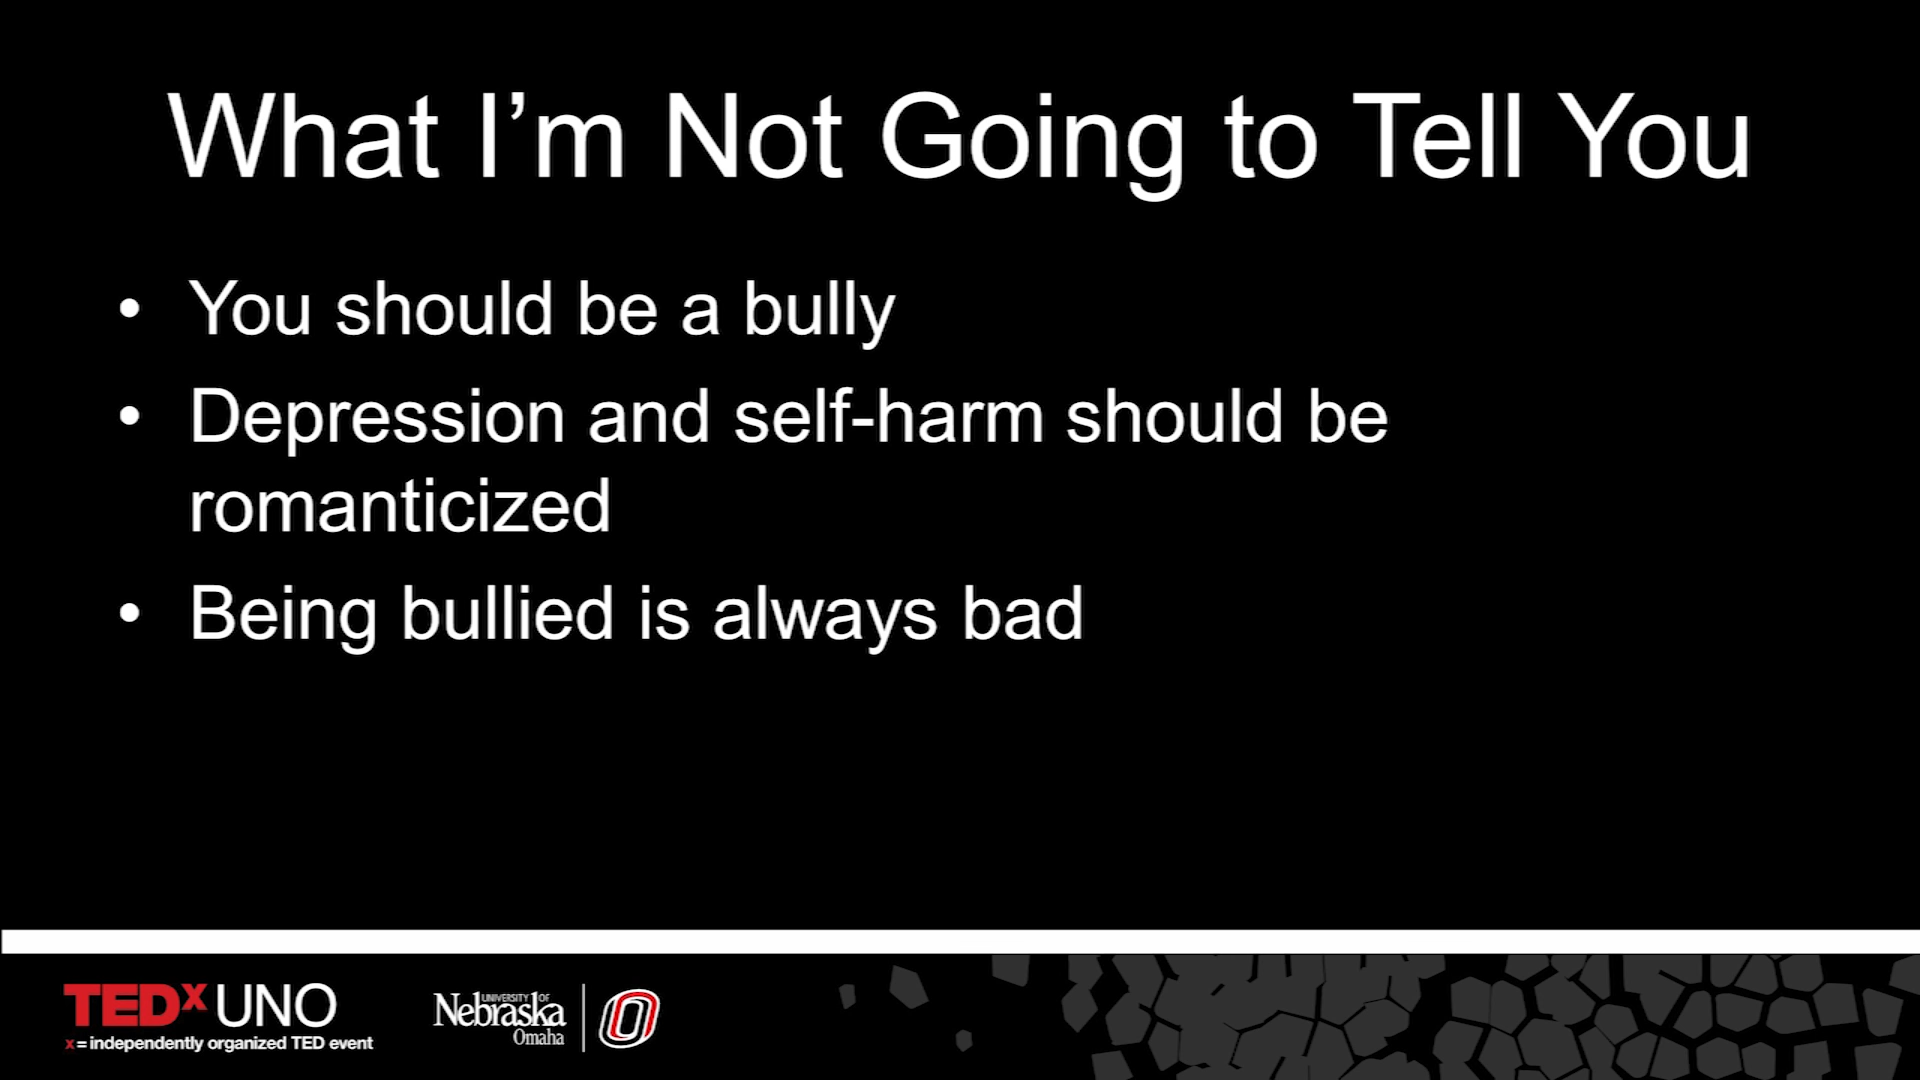 What I’m Not Going to Tell You
• You should be a bully
• Depression and self-harm should be
romanticized
• Being bullied is always bad
TEDx UNO
x = independently organized TED event
UNIVERSITY OF
Nebraska
Omaha
O